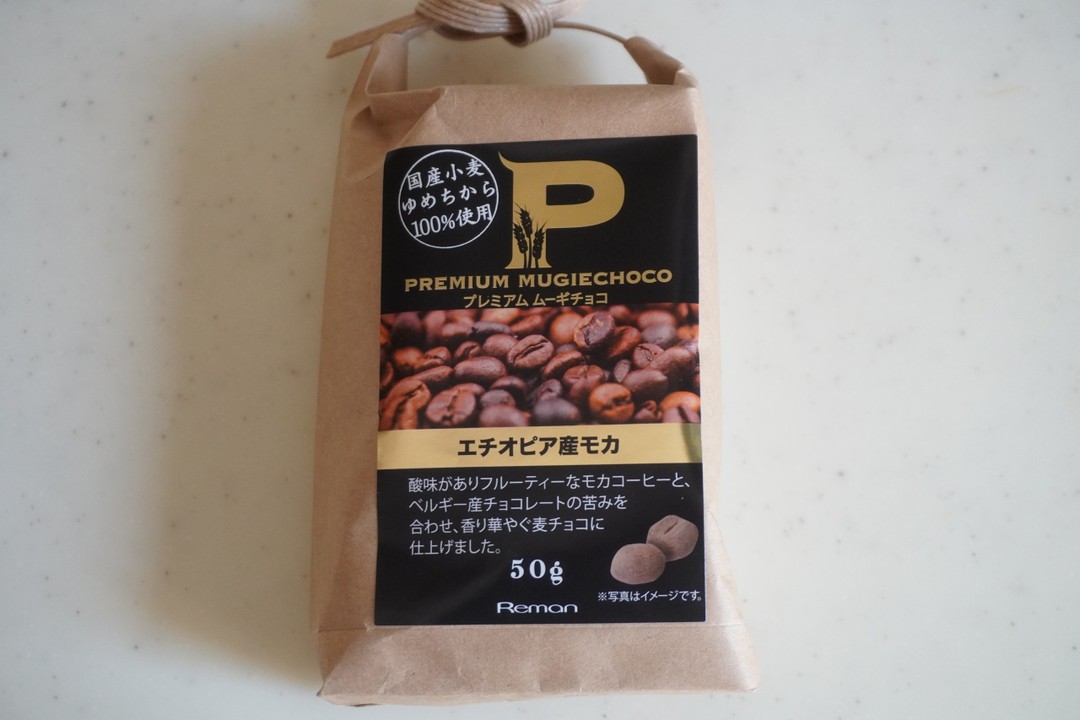 国産小麦
ゆめちから
100%使用
P
PREMIUM MUGIECHOCO
プレミアム ムーギチョコ
エチオピア産モカ
酸味がありフルーティーなモカコーヒーと、
ベルギー産チョコレートの苦みを
合わせ、香り華やぐ麦チョコに
仕上げました。
50g
※写真はイメージです。
Reman